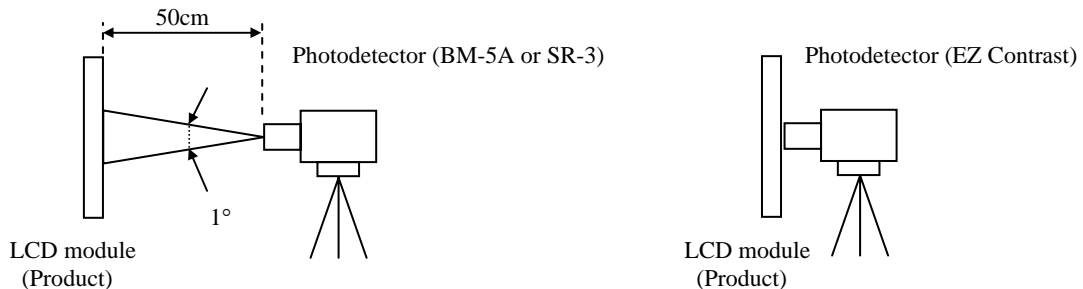 50cm
Photodetector (BM-5A or SR-3)
1°
LCD module
(Product)
Photodetector (EZ Contrast)
LCD module
(Product)